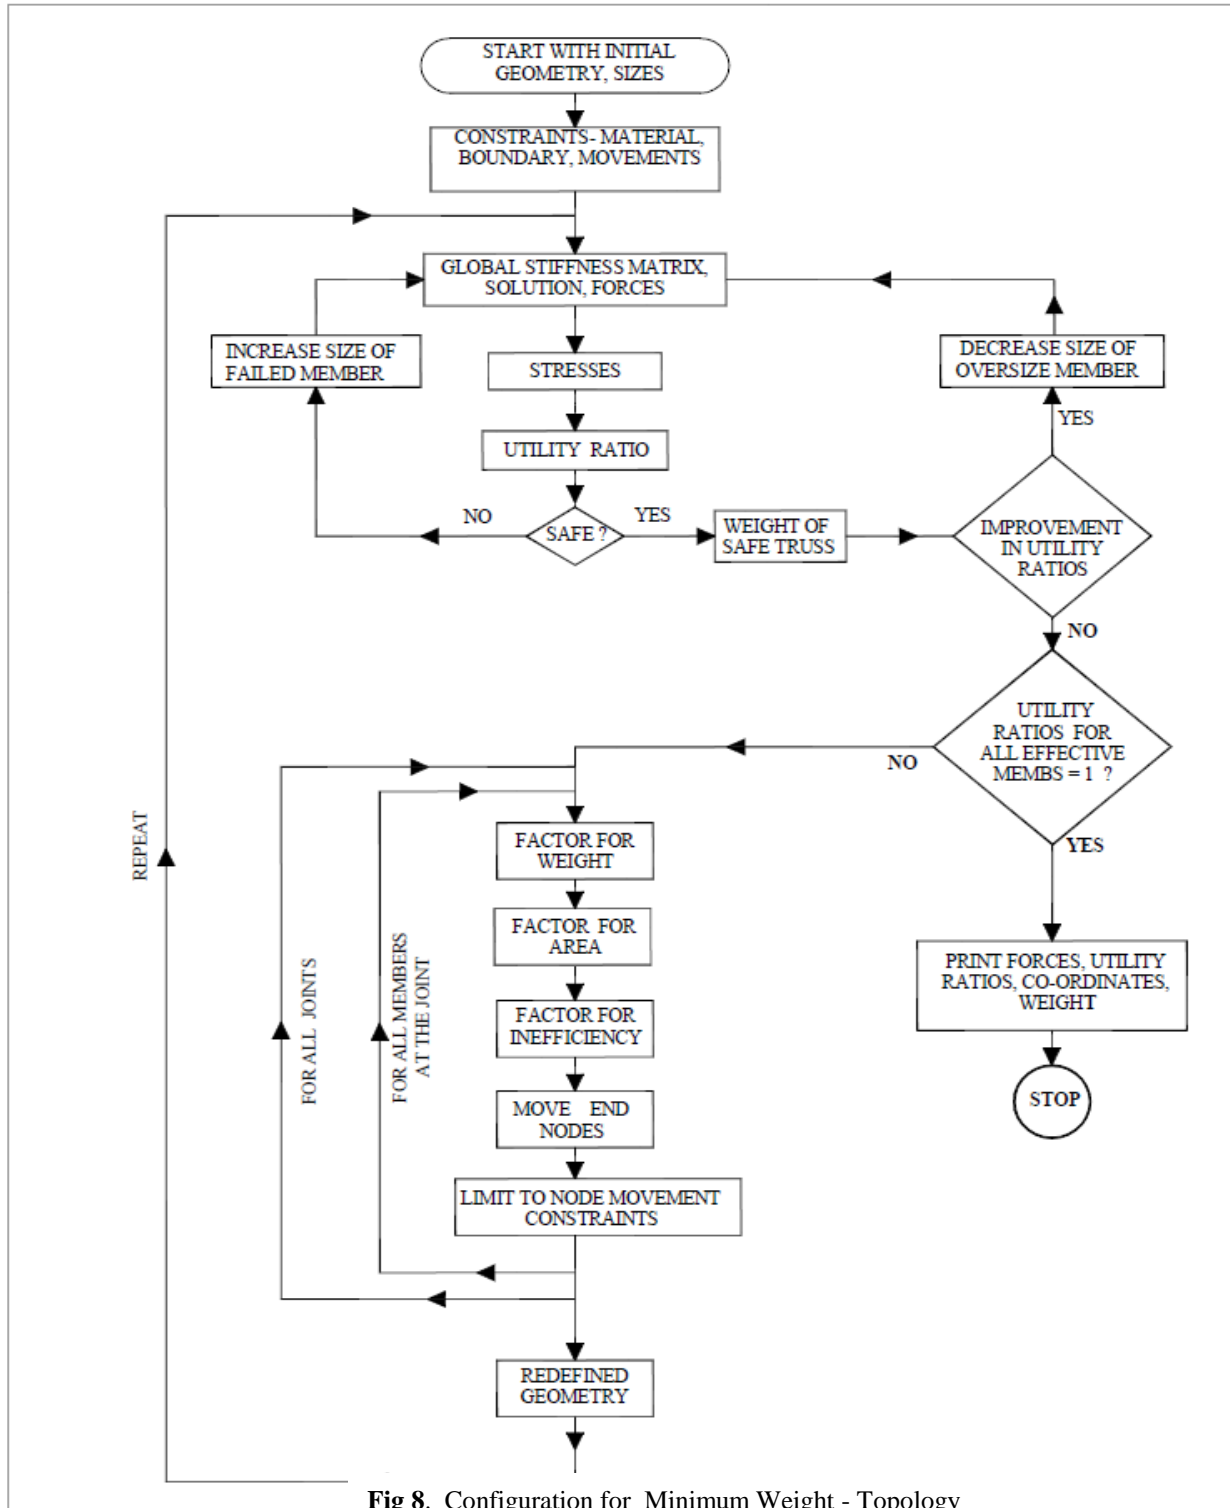 START WITH INITIAL
GEOMETRY, SIZES
CONSTRAINTS- MATERIAL,
BOUNDARY, MOVEMENTS
GLOBAL STIFFNESS MATRIX,
SOLUTION, FORCES
INCREASE SIZE OF
FAILED MEMBER
STRESSES
DECREASE SIZE OF
OVERSIZE MEMBER
YES
UTILITY RATIO
NO
SAFE ?
YES
WEIGHT OF
SAFE TRUSS
IMPROVEMENT
IN UTILITY
RATIOS
NO
UTILITY
RATIOS FOR
ALL EFFECTIVE
MEMBS = 1 ?
NO
YES
REPEAT
FOR ALL JOINTS
FOR ALL MEMBERS
AT THE JOINT
FACTOR FOR
WEIGHT
FACTOR FOR
AREA
FACTOR FOR
INEFFICIENCY
MOVE END
NODES
LIMIT TO NODE MOVEMENT
CONSTRAINTS
PRINT FORCES, UTILITY
RATIOS, CO-ORDINATES,
WEIGHT
STOP
REDEFINED
GEOMETRY
Fig 8. Configuration for Minimum Weight - Topology